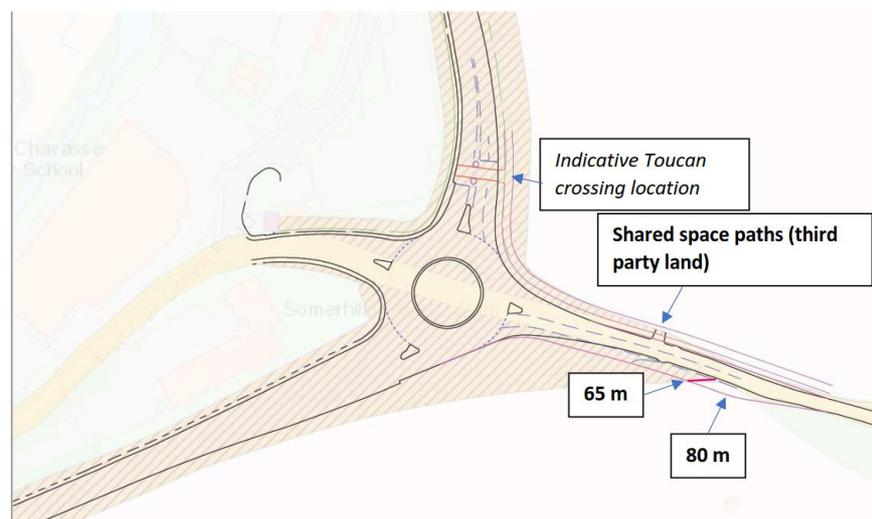 Chavasse
School
Indicative Toucan
crossing location
Shared space paths (third
party land)
Somerhill
65 m
80 m